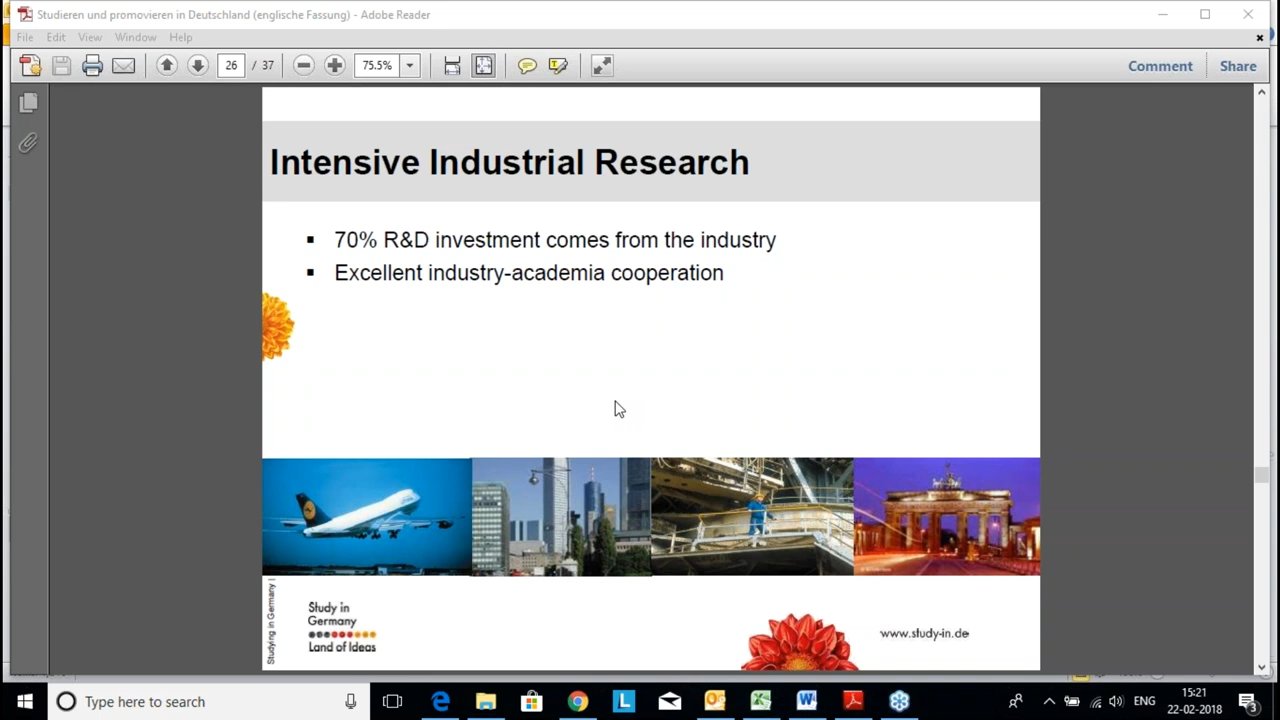 Studieren und promovieren in Deutschland (englische Fassung) - Adobe Reader
File Edit View Window Help
26 / 37 75.5% Comment Share
Intensive Industrial Research
▪ 70% R&D investment comes from the industry
▪ Excellent industry-academia cooperation
Studying in Germany |
Study in
Germany
Land of Ideas
www.study-in.de
Type here to search
ENG
15:21
22-02-2018
3